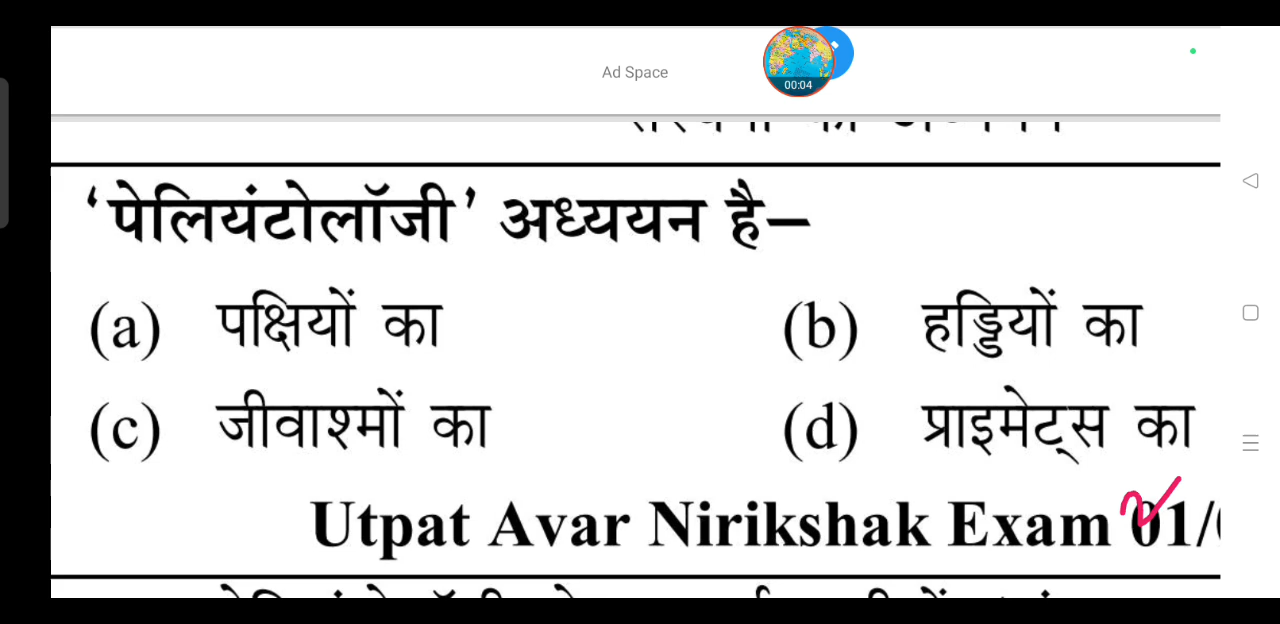 Ad Space
00:04
‘पेलियंटोलॉजी’ अध्ययन है–
(a) पक्षियों का (b) हड्डियों का
(c) जीवाश्मों का (d) प्राइमेट्स का
Utpat Avar Nirikshak Exam 01/